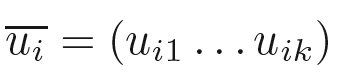 $\overline{u_i} = (u_{i1} \ldots u_{ik})$